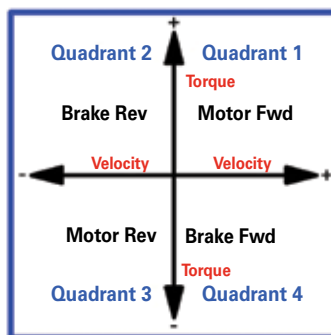 +
Quadrant 2 Quadrant 1
Torque
Brake Rev Motor Fwd
Velocity Velocity
- +
Motor Rev Brake Fwd
Torque
Quadrant 3 Quadrant 4
-